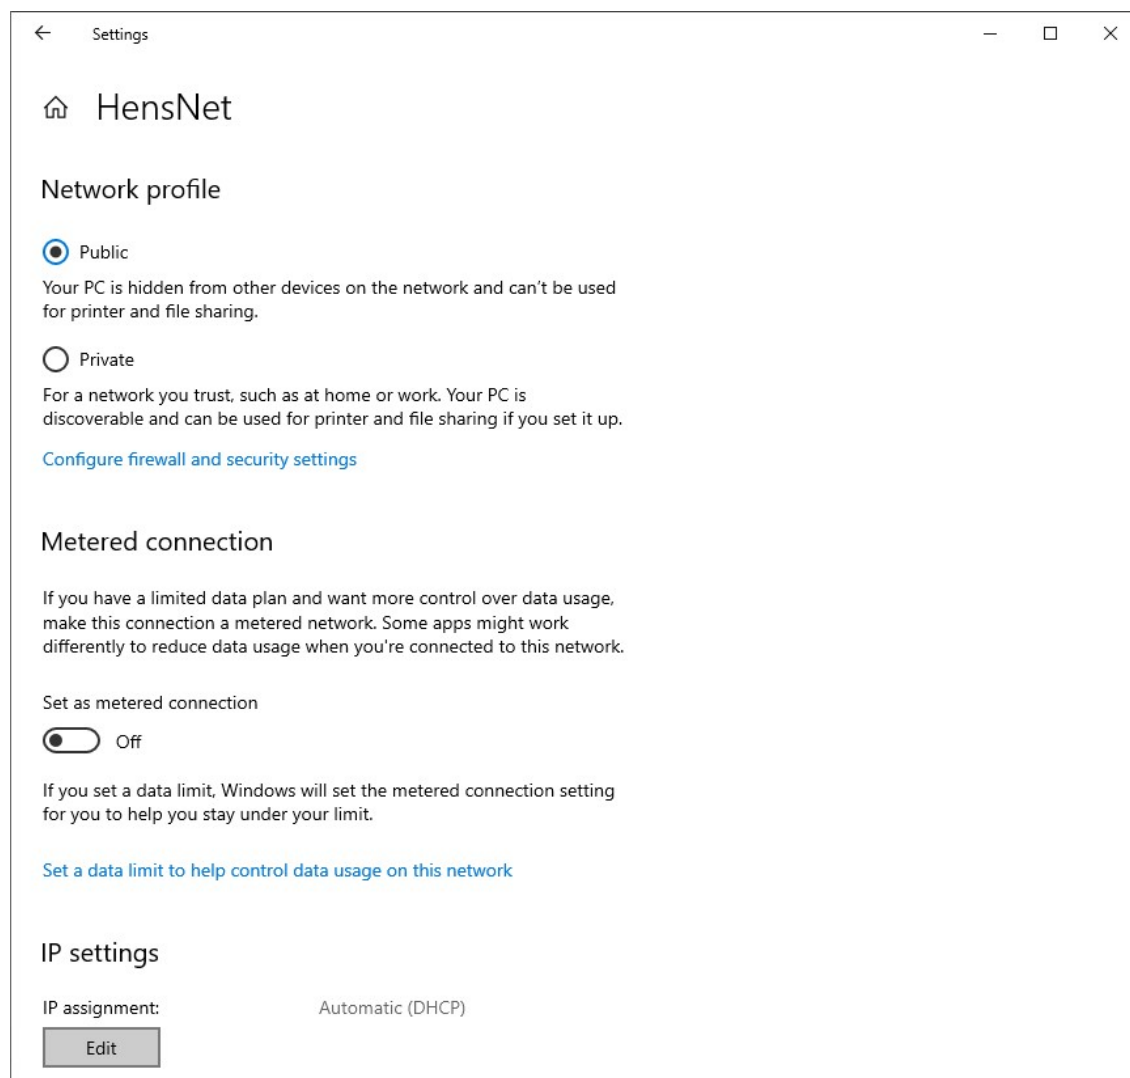 Settings
HensNet
Network profile
Public
Your PC is hidden from other devices on the network and can't be used
for printer and file sharing.
Private
For a network you trust, such as at home or work. Your PC is
discoverable and can be used for printer and file sharing if you set it up.
Configure firewall and security settings
Metered connection
If you have a limited data plan and want more control over data usage,
make this connection a metered network. Some apps might work
differently to reduce data usage when you're connected to this network.
Set as metered connection
Off
If you set a data limit, Windows will set the metered connection setting
for you to help you stay under your limit.
Set a data limit to help control data usage on this network
IP settings
IP assignment: Automatic (DHCP)
Edit